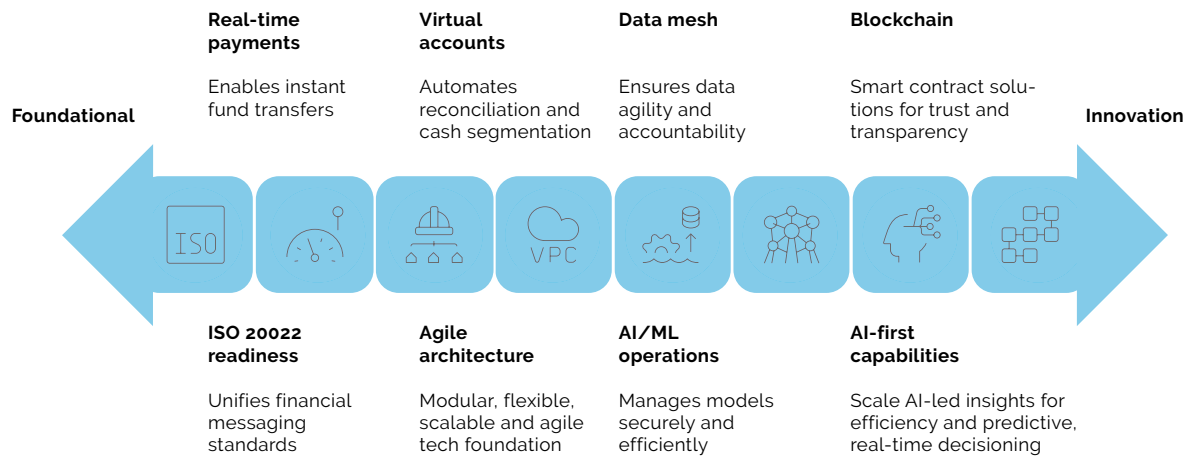 Real-time
payments
Enables instant
fund transfers
Virtual
accounts
Automates
reconciliation and
cash segmentation
Data mesh
Ensures data
agility and
accountability
Blockchain
Smart contract solu-
tions for trust and
transparency
Foundational
Innovation
ISO
VPC
ISO 20022
readiness
Unifies financial
messaging
standards
Agile
architecture
Modular, flexible,
scalable and agile
tech foundation
AI/ML
operations
Manages models
securely and
efficiently
AI-first
capabilities
Scale AI-led insights for
efficiency and predictive,
real-time decisioning